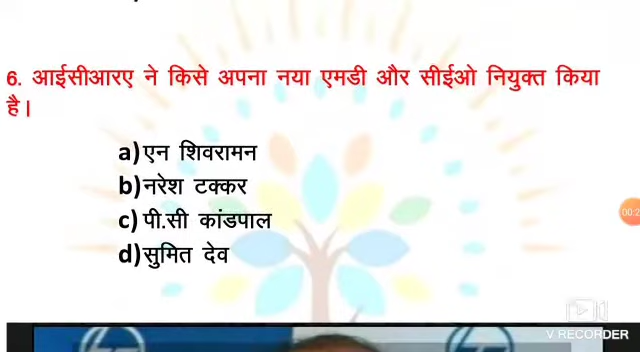 6. आईसीआरए ने किसे अपना नया एमडी और सीईओ नियुक्त किया
है।
a)एन शिवरामन
b)नरेश टक्कर
c) पी.सी कांडपाल
d)सुमित देव
V RECORDER